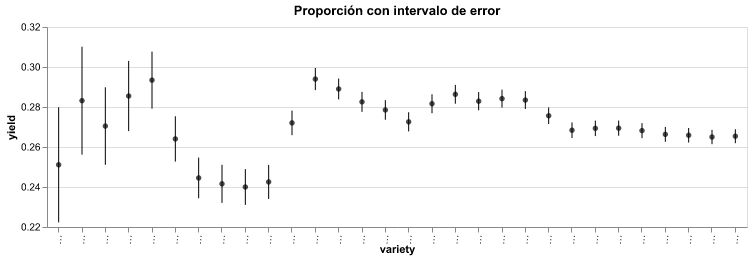 Proporción con intervalo de error
0.32
0.30
0.28
0.26
0.24
0.22
yield
variety